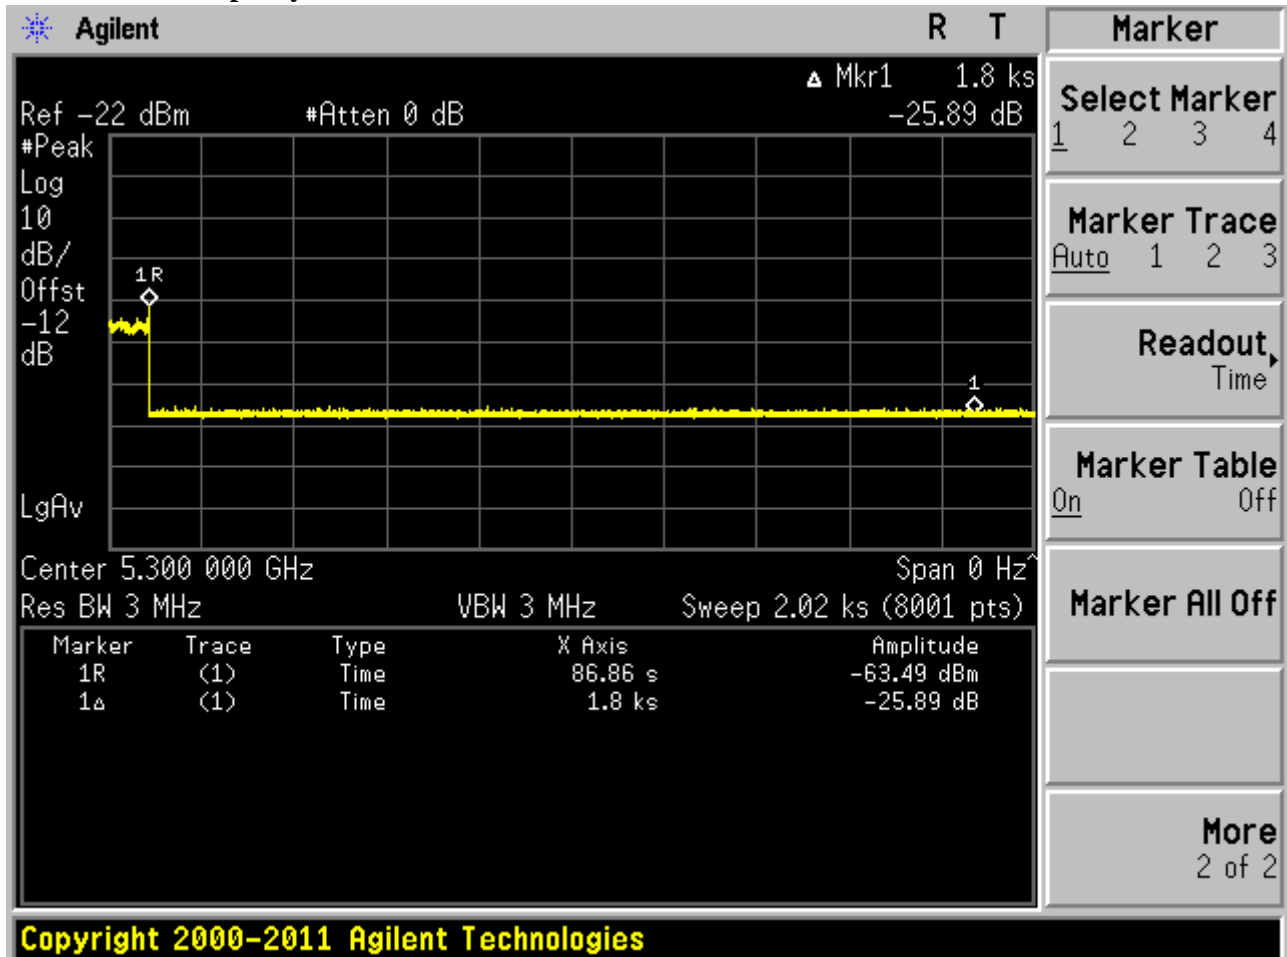 Agilent R T
Δ Mkr1 1.8 ks
Ref -22 dBm #Atten 0 dB -25.89 dB
#Peak
Log
10
dB/
Offst
-12
dB
1R
1
LgAv
Center 5.300 000 GHz Span 0 Hz^
Res BW 3 MHz VBW 3 MHz Sweep 2.02 ks (8001 pts)
Marker Trace Type X Axis Amplitude
1R (1) Time 86.86 s -63.49 dBm
1Δ (1) Time 1.8 ks -25.89 dB
Marker
Select Marker
1 2 3 4
Marker Trace
Auto 1 2 3
Readout
Time
Marker Table
On Off
Marker All Off
More
2 of 2
Copyright 2000-2011 Agilent Technologies